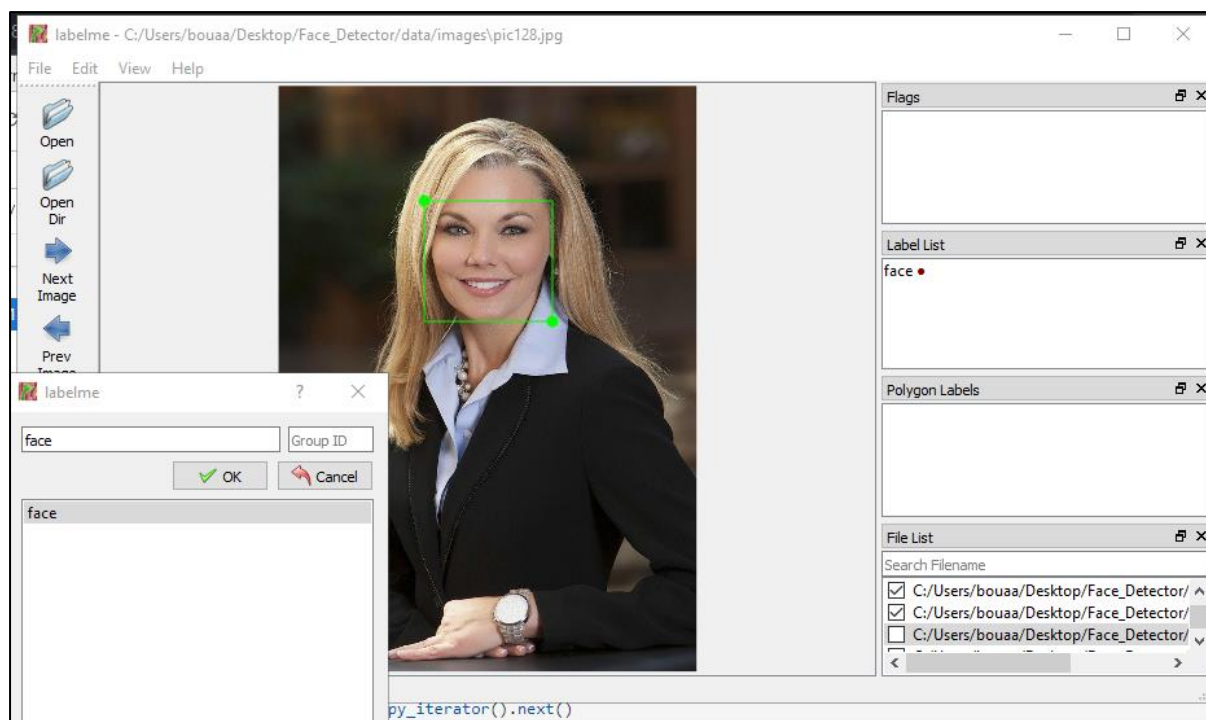 labelme - C:/Users/bouaa/Desktop/Face_Detector/data/images\pic128.jpg
File Edit View Help
Open
Open
Dir
Next
Image
Prev
Image
Flags
Label List
face
Polygon Labels
File List
Search Filename
C:/Users/bouaa/Desktop/Face_Detector/
C:/Users/bouaa/Desktop/Face_Detector/
C:/Users/bouaa/Desktop/Face_Detector/
labelme ?
face Group ID
OK Cancel
face
py_iterator().next()